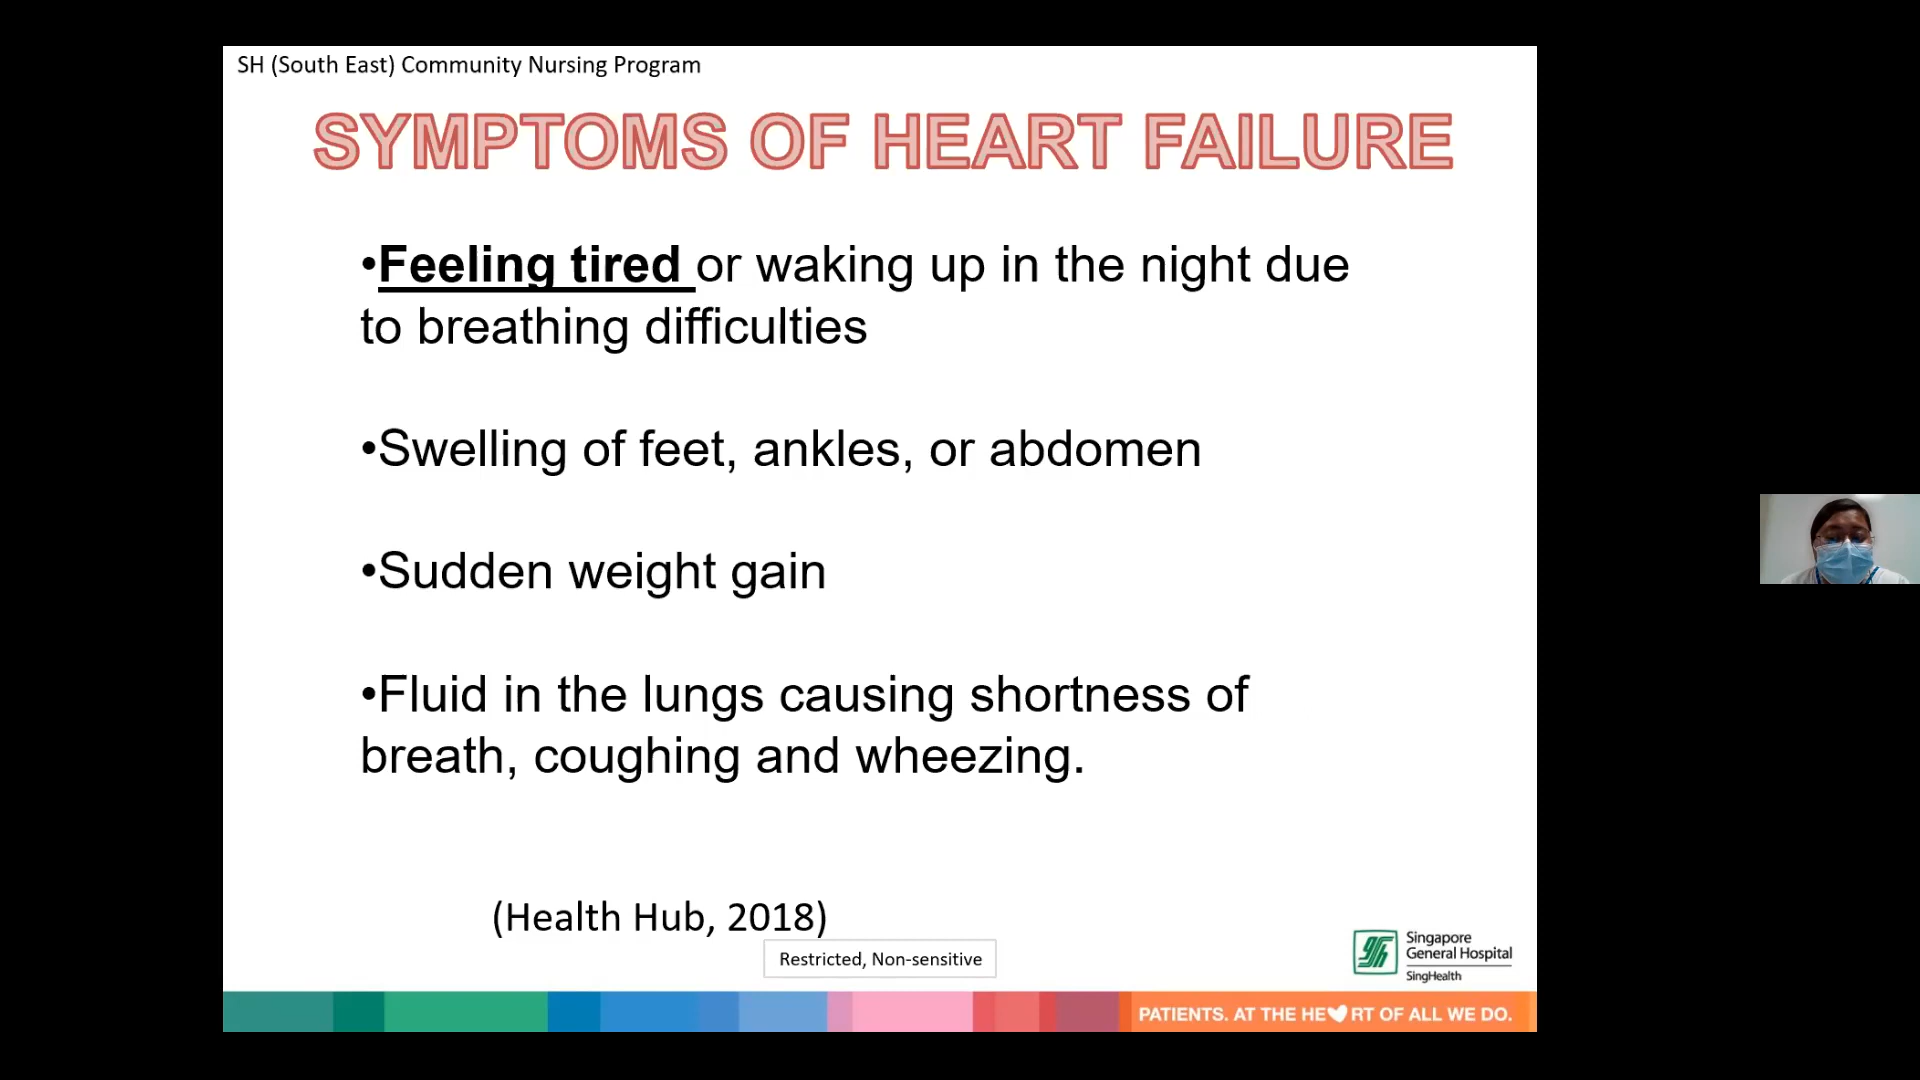 SH (South East) Community Nursing Program
SYMPTOMS OF HEART FAILURE
•Feeling tired or waking up in the night due
to breathing difficulties
•Swelling of feet, ankles, or abdomen
•Sudden weight gain
•Fluid in the lungs causing shortness of
breath, coughing and wheezing.
(Health Hub, 2018)
Restricted, Non-sensitive
Singapore
General Hospital
SingHealth
PATIENTS. AT THE HE♥RT OF ALL WE DO.